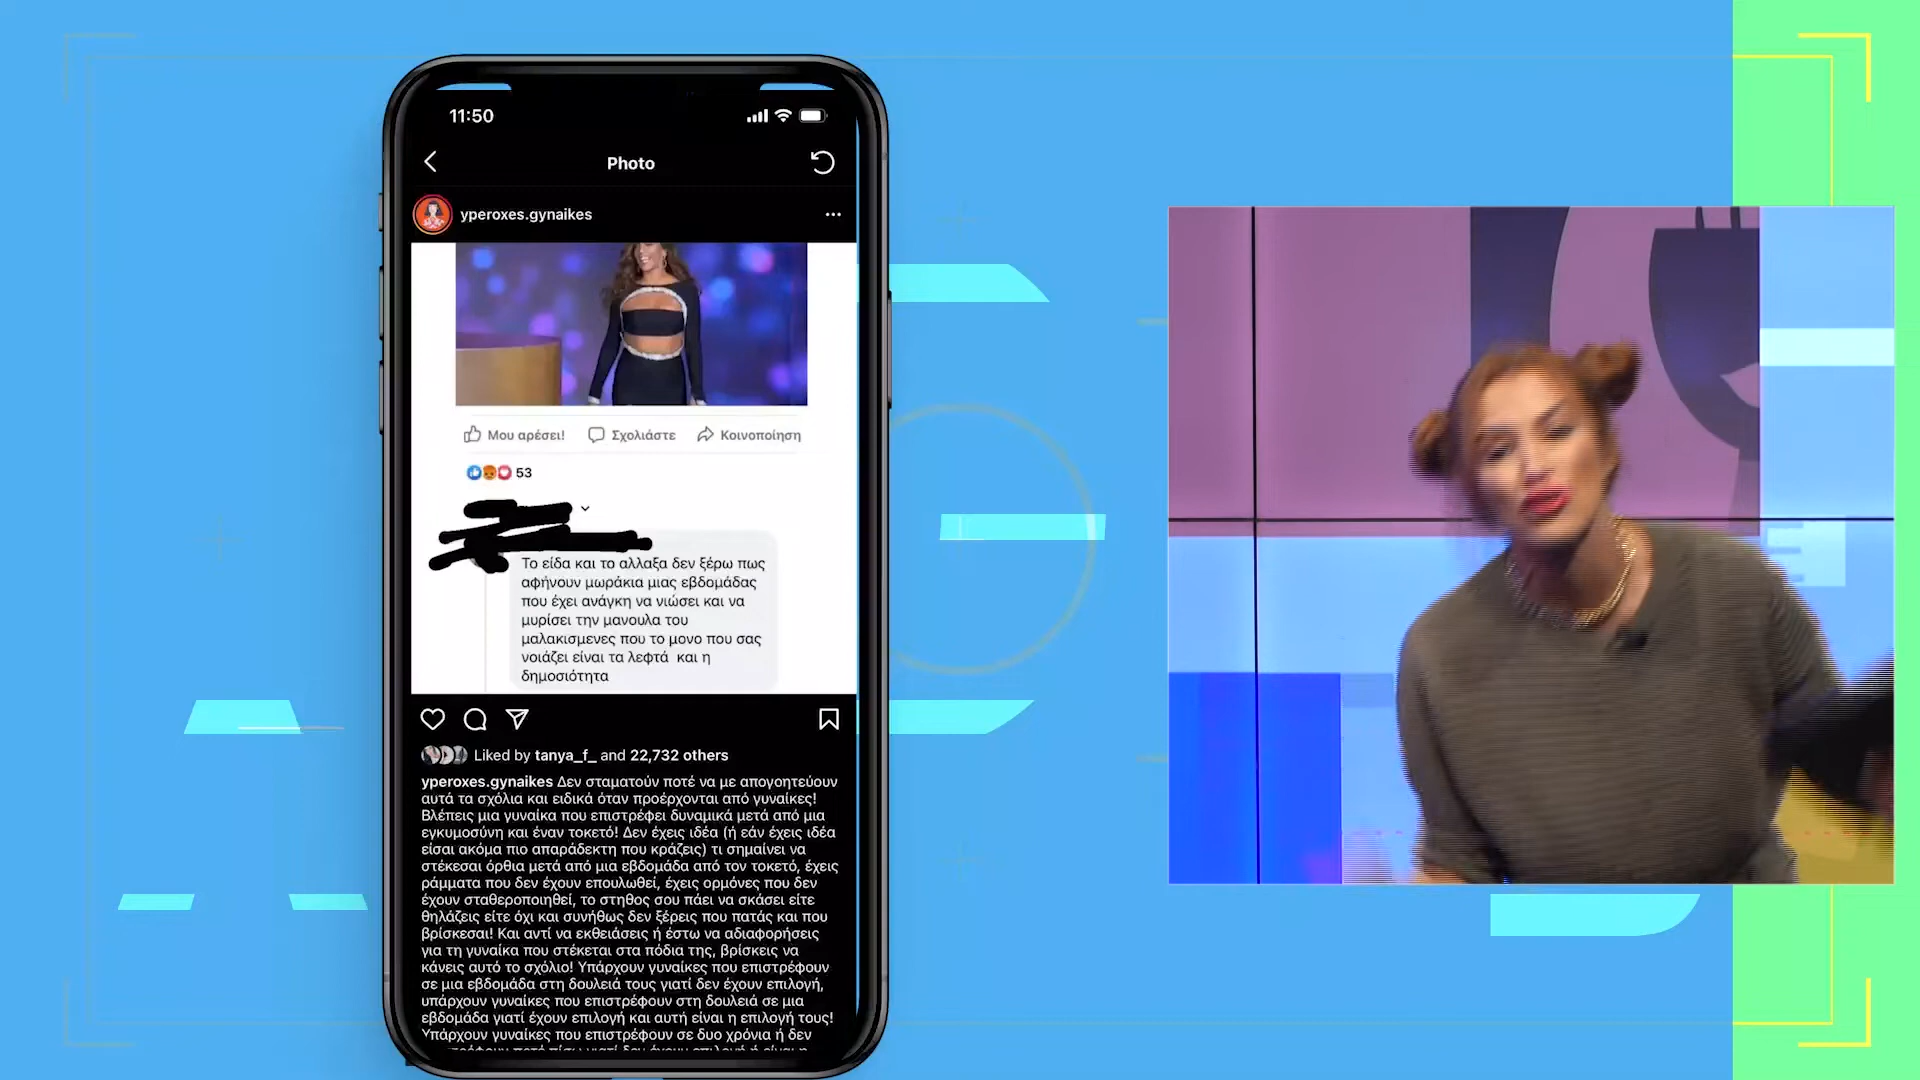 11:50
Photo
yperoxes.gynaikes
Μου αρέσει!
Σχολιάστε
Κοινοποίηση
53
Το είδα και το αλλαξα δεν ξέρω πως
αφήνουν μωράκια μιας εβδομάδας
που έχει ανάγκη να νιώσει και να
μυρίσει την μανουλα του
μαλακισμενες που το μονο που σας
νοιάζει είναι τα λεφτά και η
δημοσιότητα
Liked by tanya_f_ and 22,732 others
yperoxes.gynaikes Δεν σταματούν ποτέ να με απογοητεύουν
αυτά τα σχόλια και ειδικά όταν προέρχονται από γυναίκες!
Βλέπεις μια γυναίκα που επιστρέφει δυναμικά μετά από μια
εγκυμοσύνη και έναν τοκετό! Δεν έχεις ιδέα (ή εάν έχεις ιδέα
είσαι ακόμα πιο απαράδεκτη που κράζεις) τι σημαίνει να
στέκεσαι όρθια μετά από μια εβδομάδα από τον τοκετό, έχεις
ράμματα που δεν έχουν επουλωθεί, έχεις ορμόνες που δεν
έχουν σταθεροποιηθεί, το στηθος σου πάει να σκάσει είτε
θηλάζεις είτε όχι και συνήθως δεν ξέρεις που πατάς και που
βρίσκεσαι! Και αντί να εκθειάσεις ή έστω να αδιαφορήσεις
για τη γυναίκα που στέκεται στα πόδια της, βρίσκεις να
κάνεις αυτό το σχόλιο! Υπάρχουν γυναίκες που επιστρέφουν
σε μια εβδομάδα στη δουλειά τους γιατί δεν έχουν επιλογή,
υπάρχουν γυναίκες που επιστρέφουν στη δουλειά σε μια
εβδομάδα γιατί έχουν επιλογή και αυτή είναι η επιλογή τους!
Υπάρχουν γυναίκες που επιστρέφουν σε δυο χρόνια ή δεν